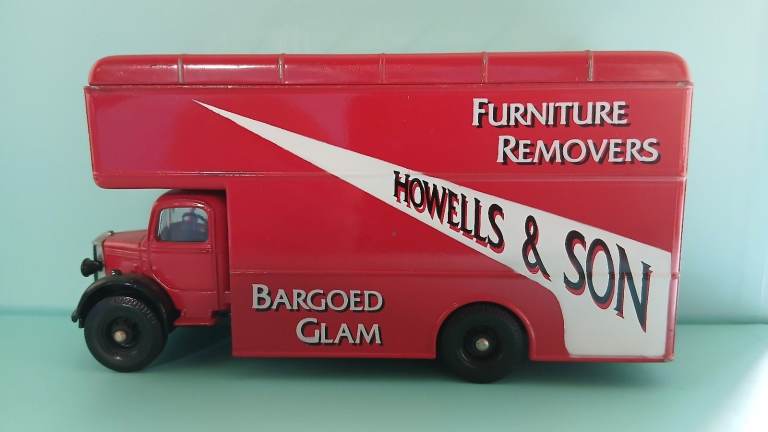 FURNITURE
REMOVERS
HOWELLS & SON
BARGOED
GLAM